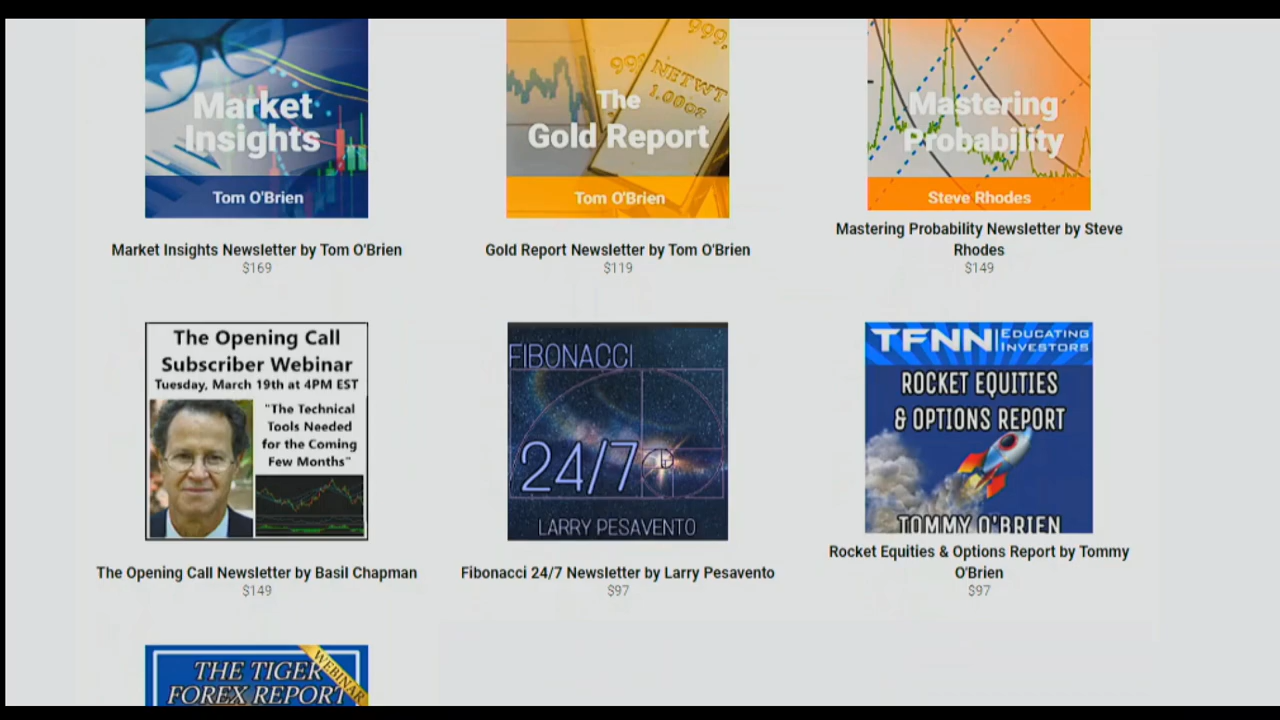 Market
Insights
Tom O'Brien
Market Insights Newsletter by Tom O'Brien
$169
999.
999
NETWT
1.00oz
The
Gold Report
Tom O'Brien
Gold Report Newsletter by Tom O'Brien
$119
Mastering
Probability
Steve Rhodes
Mastering Probability Newsletter by Steve
Rhodes
$149
The Opening Call
Subscriber Webinar
Tuesday, March 19th at 4PM EST
"The Technical
Tools Needed
for the Coming
Few Months"
The Opening Call Newsletter by Basil Chapman
$149
FIBONACCI
24/7
LARRY PESAVENTO
Fibonacci 24/7 Newsletter by Larry Pesavento
$97
TFNN
EDUCATING
INVESTORS
ROCKET EQUITIES
& OPTIONS REPORT
TOMMY O'BRIEN
Rocket Equities & Options Report by Tommy
O'Brien
$97
THE TIGER
FOREX REPORT
WEBINAR